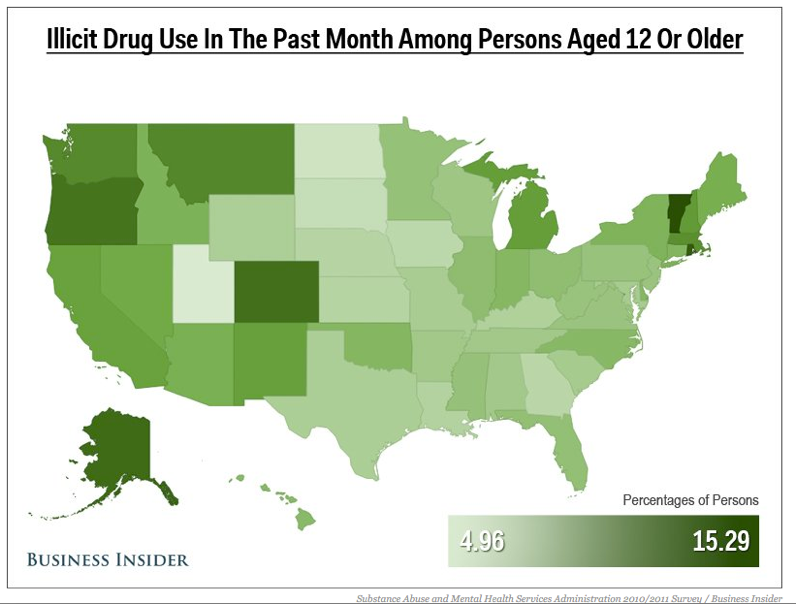 Illicit Drug Use In The Past Month Among Persons Aged 12 Or Older
Percentages of Persons
4.96 15.29
BUSINESS INSIDER
Substance Abuse and Mental Health Services Administration 2010/2011 Survey / Business Insider